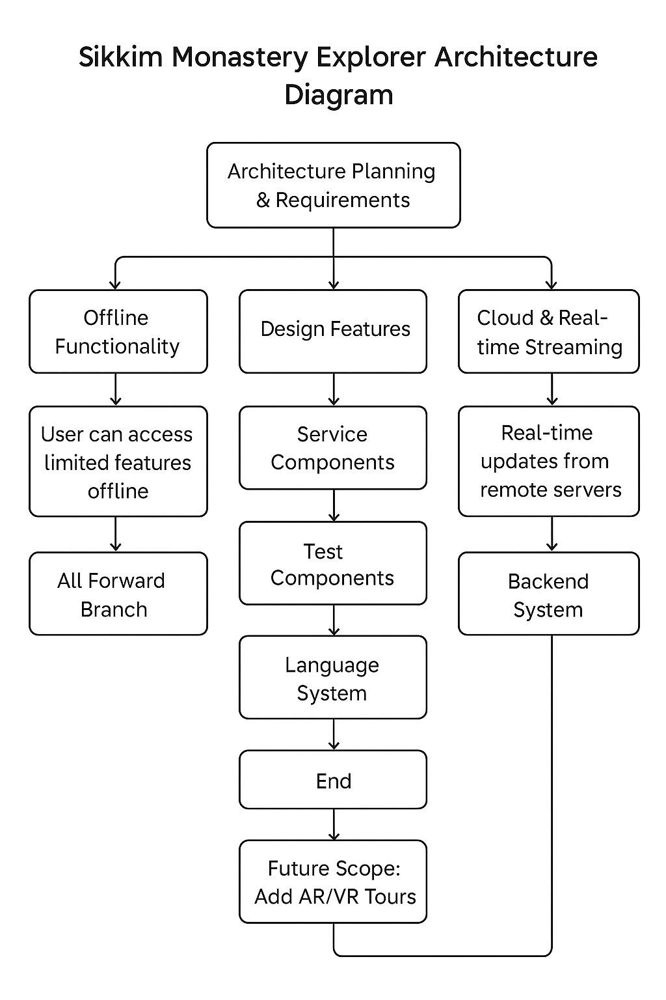 Sikkim Monastery Explorer Architecture
Diagram
Architecture Planning
& Requirements
Offline
Functionality
Design Features
Cloud & Real-
time Streaming
User can access
limited features
offline
Service
Components
Real-time
updates from
remote servers
All Forward
Branch
Test
Components
Backend
System
Language
System
End
Future Scope:
Add AR/VR Tours